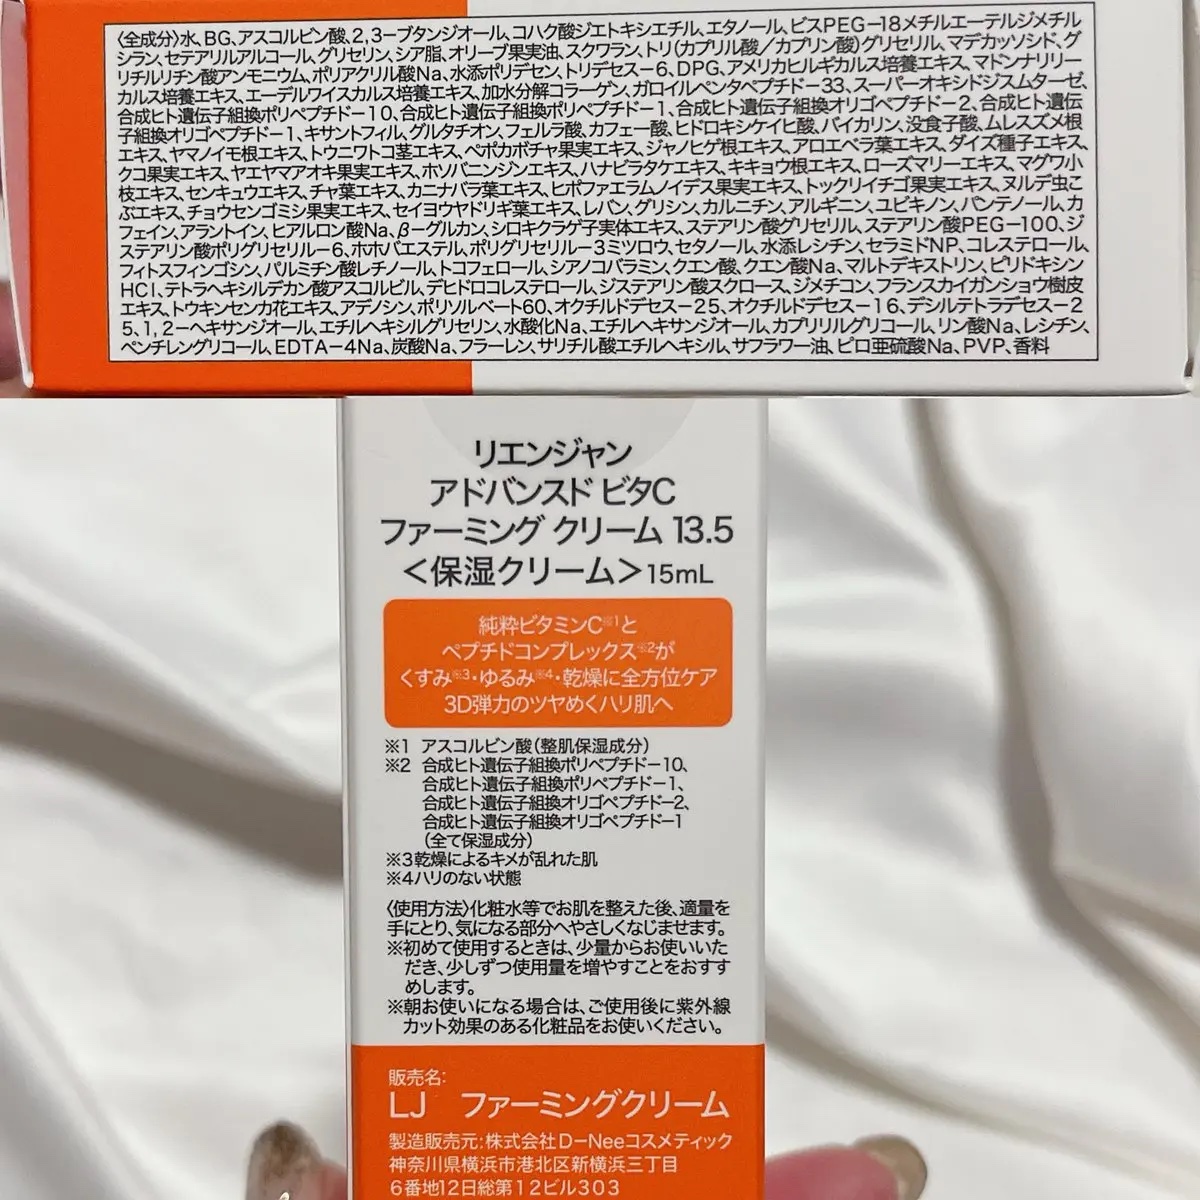 〈全成分〉水、BG、アスコルビン酸、2,3-ブタンジオール、コハク酸ジエトキシエチル、エタノール、ビスPEG-18メチルエーテルジメチル
シラン、セテアリルアルコール、グリセリン、シア脂、オリーブ果実油、スクワラン、トリ(カプリル酸/カプリン酸)グリセリル、マデカッソシド、グ
リチルリチン酸アンモニウム、ポリアクリル酸Na、水添ポリデセン、トリデセス-6、DPG、アメリカヒルギカルス培養エキス、マドンナリリー
カルス培養エキス、エーデルワイスカルス培養エキス、加水分解コラーゲン、ガロイルペンタペプチド-33、スーパーオキシドジスムターゼ、
合成ヒト遺伝子組換ポリペプチド-10、合成ヒト遺伝子組換ポリペプチド-1、合成ヒト遺伝子組換オリゴペプチド-2、合成ヒト遺伝
子組換オリゴペプチド-1、キサントフィル、グルタチオン、フェルラ酸、カフェー酸、ヒドロキシケイヒ酸、バイカリン、没食子酸、ムレスズメ根
エキス、ヤマノイモ根エキス、トウニワトコ茎エキス、ペポカボチャ果実エキス、ジャノヒゲ根エキス、アロエベラ葉エキス、ダイズ種子エキス、
クコ果実エキス、ヤエヤマアオキ果実エキス、ホソバニンジンエキス、ハナビラタケエキス、キキョウ根エキス、ローズマリーエキス、マグワ小
枝エキス、センキュウエキス、チャ葉エキス、カニナバラ葉エキス、ヒポファエラムノイデス果実エキス、トックリイチゴ果実エキス、ヌルデ虫こ
ぶエキス、チョウセンゴミシ果実エキス、セイヨウヤドリギ葉エキス、レバン、グリシン、カルニチン、アルギニン、ユビキノン、パンテノール、カ
フェイン、アラントイン、ヒアルロン酸Na、β-グルカン、シロキクラゲ子実体エキス、ステアリン酸グリセリル、ステアリン酸PEG-100、ジ
ステアリン酸ポリグリセリル-6、ホホバエステル、ポリグリセリル-3ミツロウ、セタノール、水添レシチン、セラミドNP、コレステロール、
フィトスフィンゴシン、パルミチン酸レチノール、トコフェロール、シアノコバラミン、クエン酸、クエン酸Na、マルトデキストリン、ピリドキシン
HCl、テトラヘキシルデカン酸アスコルビル、デヒドロコレステロール、ジステアリン酸スクロース、ジメチコン、フランスカイガンショウ樹皮
エキス、トウキンセンカ花エキス、アデノシン、ポリソルベート60、オクチルドデセス-25、オクチルドデセス-16、デシルテトラデセス-2
5、1,2-ヘキサンジオール、エチルヘキシルグリセリン、水酸化Na、エチルヘキサンジオール、カプリリルグリコール、リン酸Na、レシチン、
ペンチレングリコール、EDTA-4Na、炭酸Na、フラーレン、サリチル酸エチルヘキシル、サフラワー油、ピロ亜硫酸Na、PVP、香料
リエンジャン
アドバンスド ビタC
ファーミング クリーム 13.5
＜保湿クリーム＞15mL
純粋ビタミンC※1と
ペプチドコンプレックス※2が
くすみ※3・ゆるみ※4・乾燥に全方位ケア
3D弾力のツヤめくハリ肌へ
※1 アスコルビン酸(整肌保湿成分)
※2 合成ヒト遺伝子組換ポリペプチド-10、
合成ヒト遺伝子組換ポリペプチド-1、
合成ヒト遺伝子組換オリゴペプチド-2、
合成ヒト遺伝子組換オリゴペプチド-1
(全て保湿成分)
※3乾燥によるキメが乱れた肌
※4ハリのない状態
〈使用方法〉化粧水等でお肌を整えた後、適量を
手にとり、気になる部分へやさしくなじませます。
※初めて使用するときは、少量からお使いいた
だき、少しずつ使用量を増やすことをおすす
めします。
※朝お使いになる場合は、ご使用後に紫外線
カット効果のある化粧品をお使いください。
販売名:
LJ ファーミングクリーム
製造販売元:株式会社D-Neeコスメティック
神奈川県横浜市港北区新横浜三丁目
6番地12日総第12ビル303